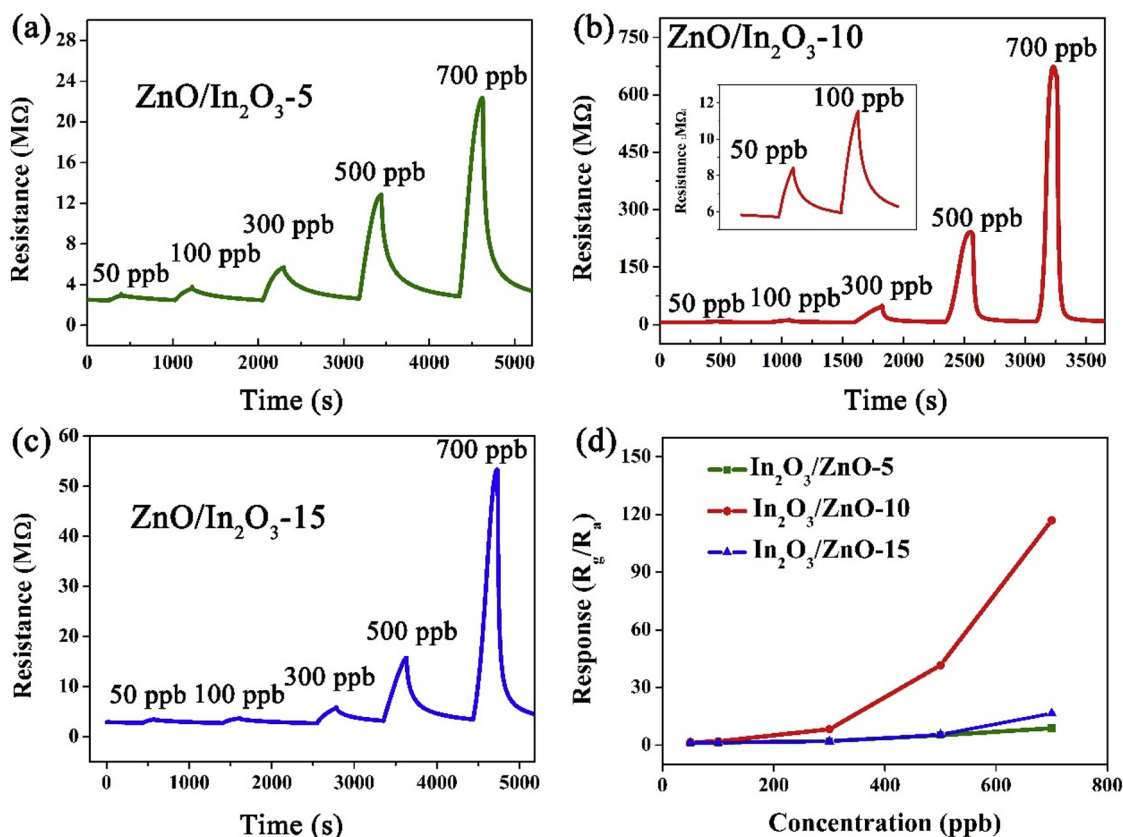 (a)
28
24
20
16
12
8
4
0
Resistance (MΩ)
ZnO/In₂O₃-5
50 ppb
100 ppb
300 ppb
500 ppb
700 ppb
0 1000 2000 3000 4000 5000
Time (s)
(b)
ZnO/In₂O₃-10
750
600
450
300
150
0
Resistance (MΩ)
50 ppb
100 ppb
300 ppb
500 ppb
700 ppb
12
10
8
6
Resistance (MΩ)
50 ppb
100 ppb
0 500 1000 1500 2000 2500 3000 3500
Time (s)
(c)
60
50
40
30
20
10
0
Resistance (MΩ)
ZnO/In₂O₃-15
50 ppb
100 ppb
300 ppb
500 ppb
700 ppb
0 1000 2000 3000 4000 5000
Time (s)
(d)
150
120
90
60
30
0
Response (Rg/Ra)
In₂O₃/ZnO-5
In₂O₃/ZnO-10
In₂O₃/ZnO-15
0 200 400 600 800
Concentration (ppb)